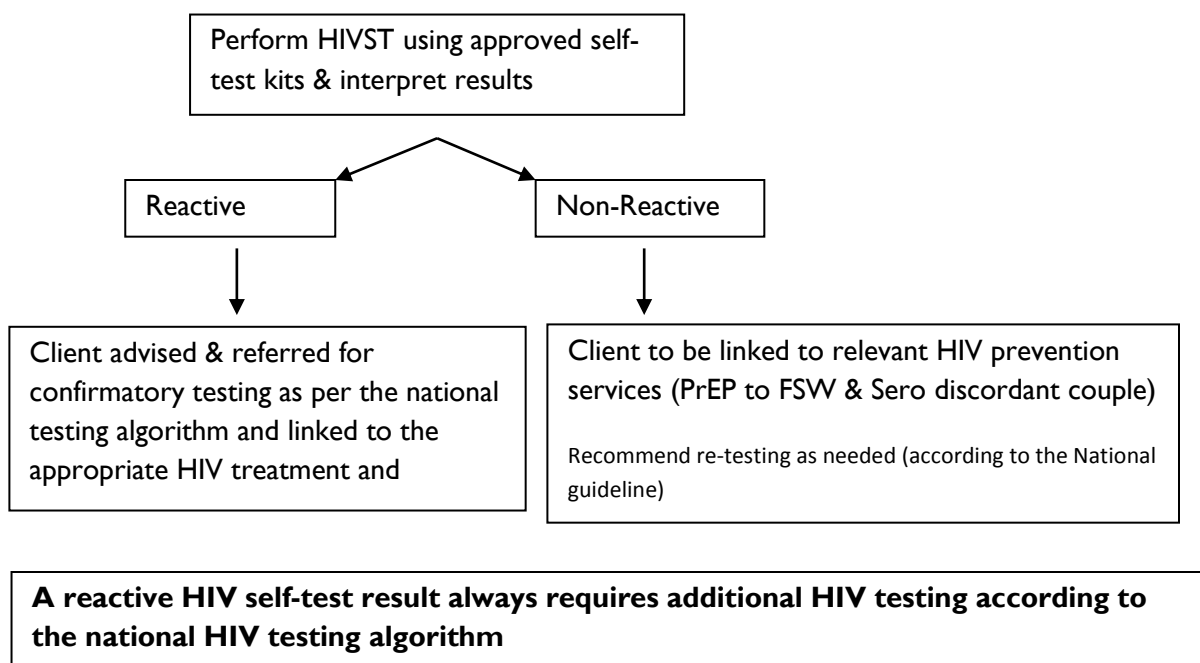 Perform HIVST using approved self-
test kits & interpret results
Reactive
Non-Reactive
Client advised & referred for
confirmatory testing as per the national
testing algorithm and linked to the
appropriate HIV treatment and
Client to be linked to relevant HIV prevention
services (PrEP to FSW & Sero discordant couple)
Recommend re-testing as needed (according to the National
guideline)
A reactive HIV self-test result always requires additional HIV testing according to
the national HIV testing algorithm